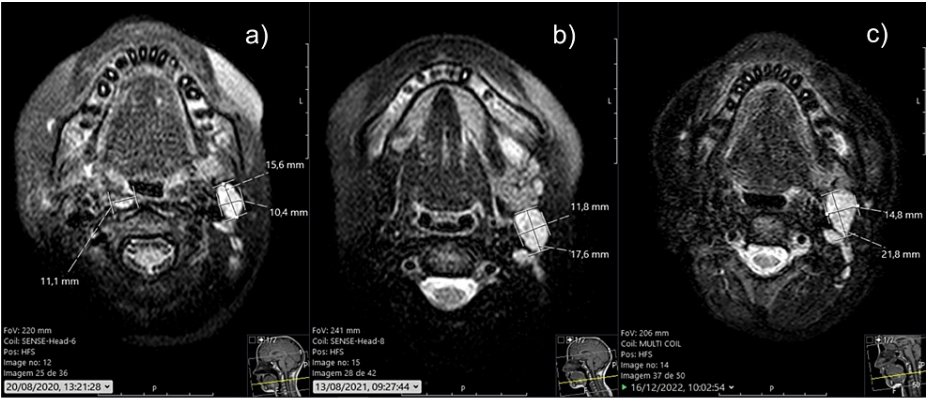 a)
L
15,6 mm
10,4 mm
11,1 mm
FoV: 220 mm
Coil: SENSE-Head-6
Pos: HFS
Image no: 12
Imagem 25 de 36
20/08/2020, 13:21:28
P
b)
L
11,8 mm
17,6 mm
FoV: 241 mm
Coil: SENSE-Head-8
Pos: HFS
Image no: 15
Imagem 28 de 42
13/08/2021, 09:27:44
P
c)
L
14,8 mm
21,8 mm
FoV: 206 mm
Coil: MULTI COIL
Pos: HFS
Image no: 14
Imagem 37 de 50
16/12/2022, 10:02:54
P